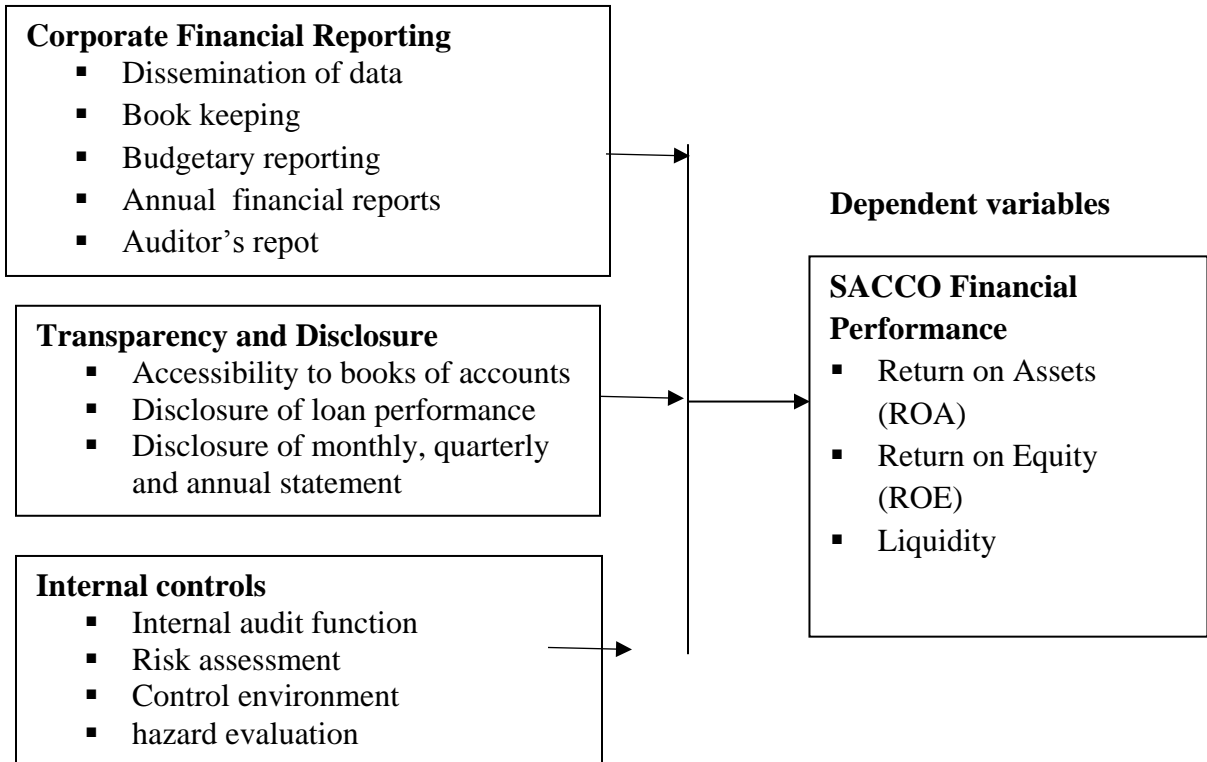 Corporate Financial Reporting
▪ Dissemination of data
▪ Book keeping
▪ Budgetary reporting
▪ Annual financial reports
▪ Auditor’s repot
Transparency and Disclosure
▪ Accessibility to books of accounts
▪ Disclosure of loan performance
▪ Disclosure of monthly, quarterly
and annual statement
Internal controls
▪ Internal audit function
▪ Risk assessment
▪ Control environment
▪ hazard evaluation
Dependent variables
SACCO Financial
Performance
▪ Return on Assets
(ROA)
▪ Return on Equity
(ROE)
▪ Liquidity